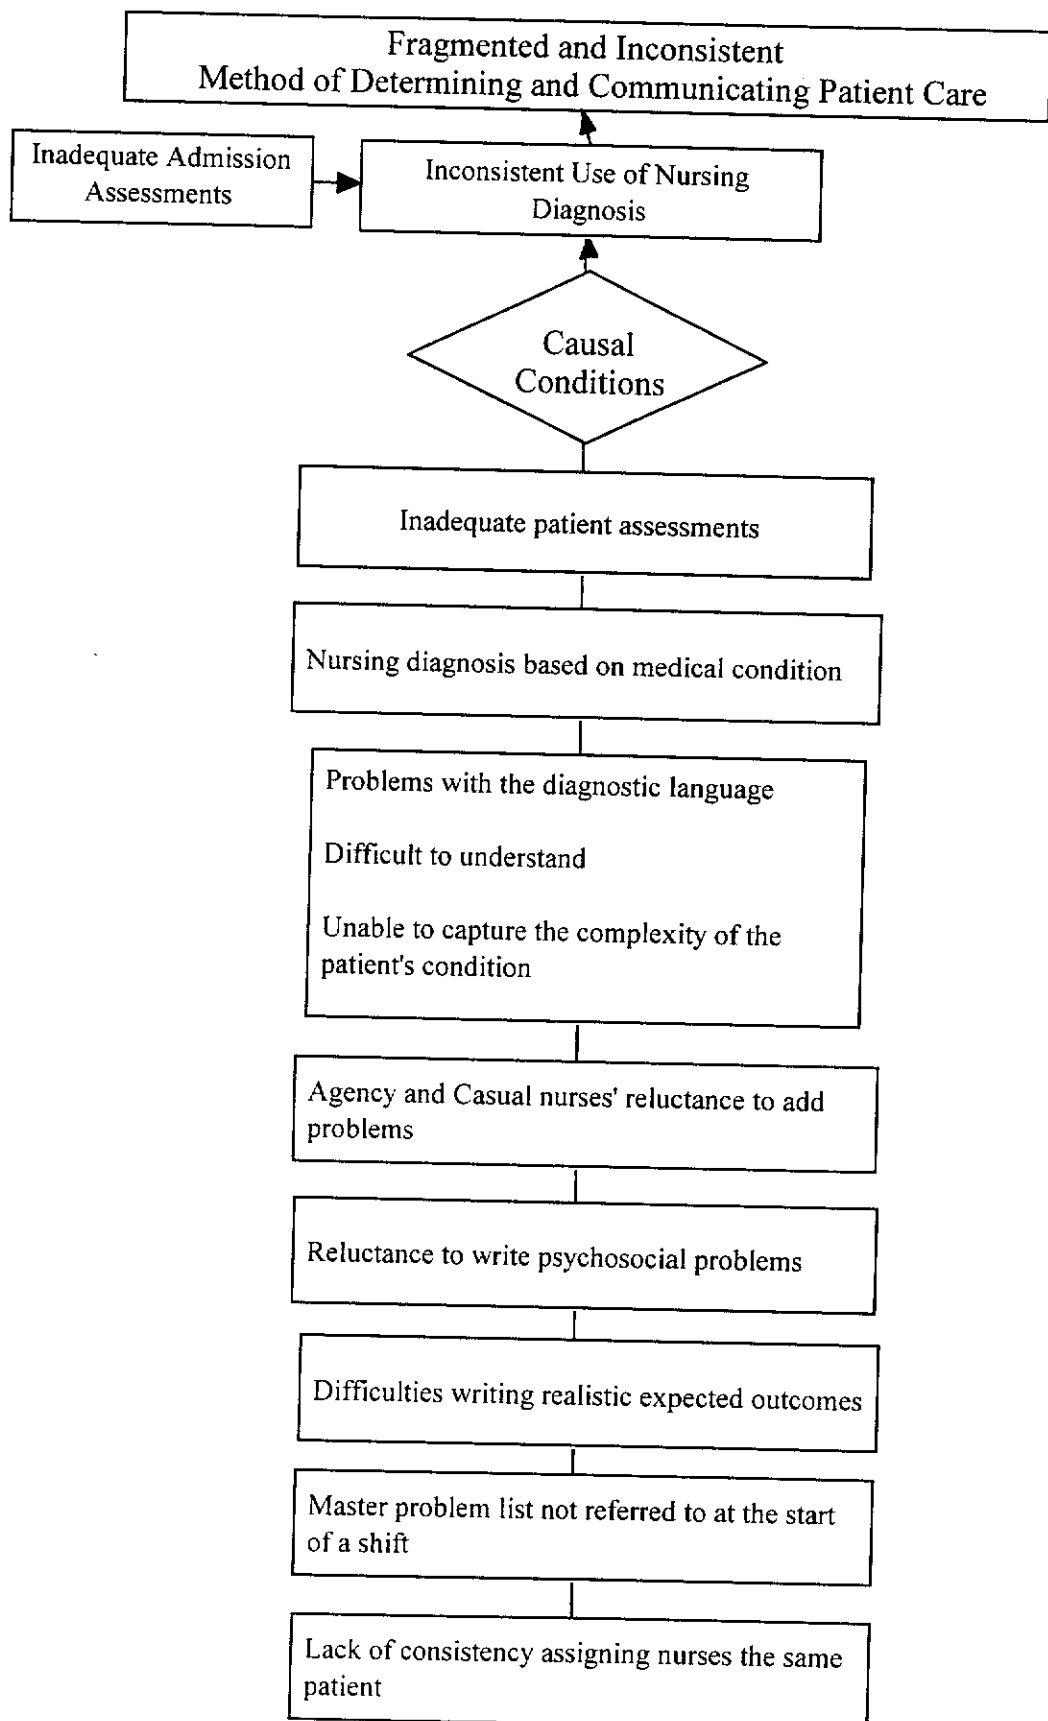 Fragmented and Inconsistent
Method of Determining and Communicating Patient Care
Inadequate Admission
Assessments
Inconsistent Use of Nursing
Diagnosis
Causal
Conditions
Inadequate patient assessments
Nursing diagnosis based on medical condition
Problems with the diagnostic language
Difficult to understand
Unable to capture the complexity of the
patient's condition
Agency and Casual nurses' reluctance to add
problems
Reluctance to write psychosocial problems
Difficulties writing realistic expected outcomes
Master problem list not referred to at the start
of a shift
Lack of consistency assigning nurses the same
patient